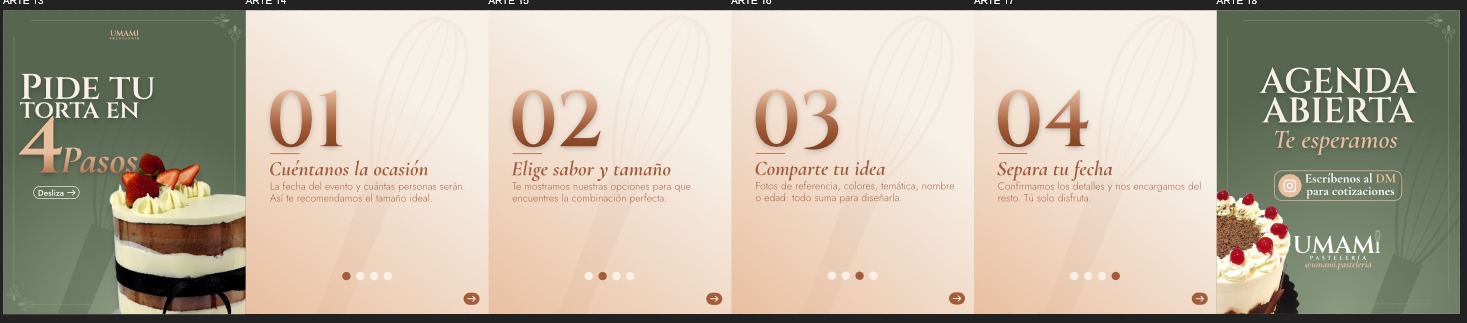 ARTE 13
ARTE 14
ARTE 15
ARTE 16
ARTE 17
ARTE 18
UMAMI
PASTELERÍA
PIDE TU
TORTA EN
4 Pasos
Desliza →
01
Cuéntanos la ocasión
La fecha del evento y cuántas personas serán.
Así te recomendamos el tamaño ideal.
02
Elige sabor y tamaño
Te mostramos nuestras opciones para que
encuentres la combinación perfecta.
03
Comparte tu idea
Fotos de referencia, colores, temática, nombre
o edad: todo suma para diseñarla.
04
Separa tu fecha
Confirmamos los detalles y nos encargamos del
resto. Tú solo disfruta.
AGENDA
ABIERTA
Te esperamos
Escríbenos al DM
para cotizaciones
UMAMI
PASTELERÍA
@umami.pasteleria